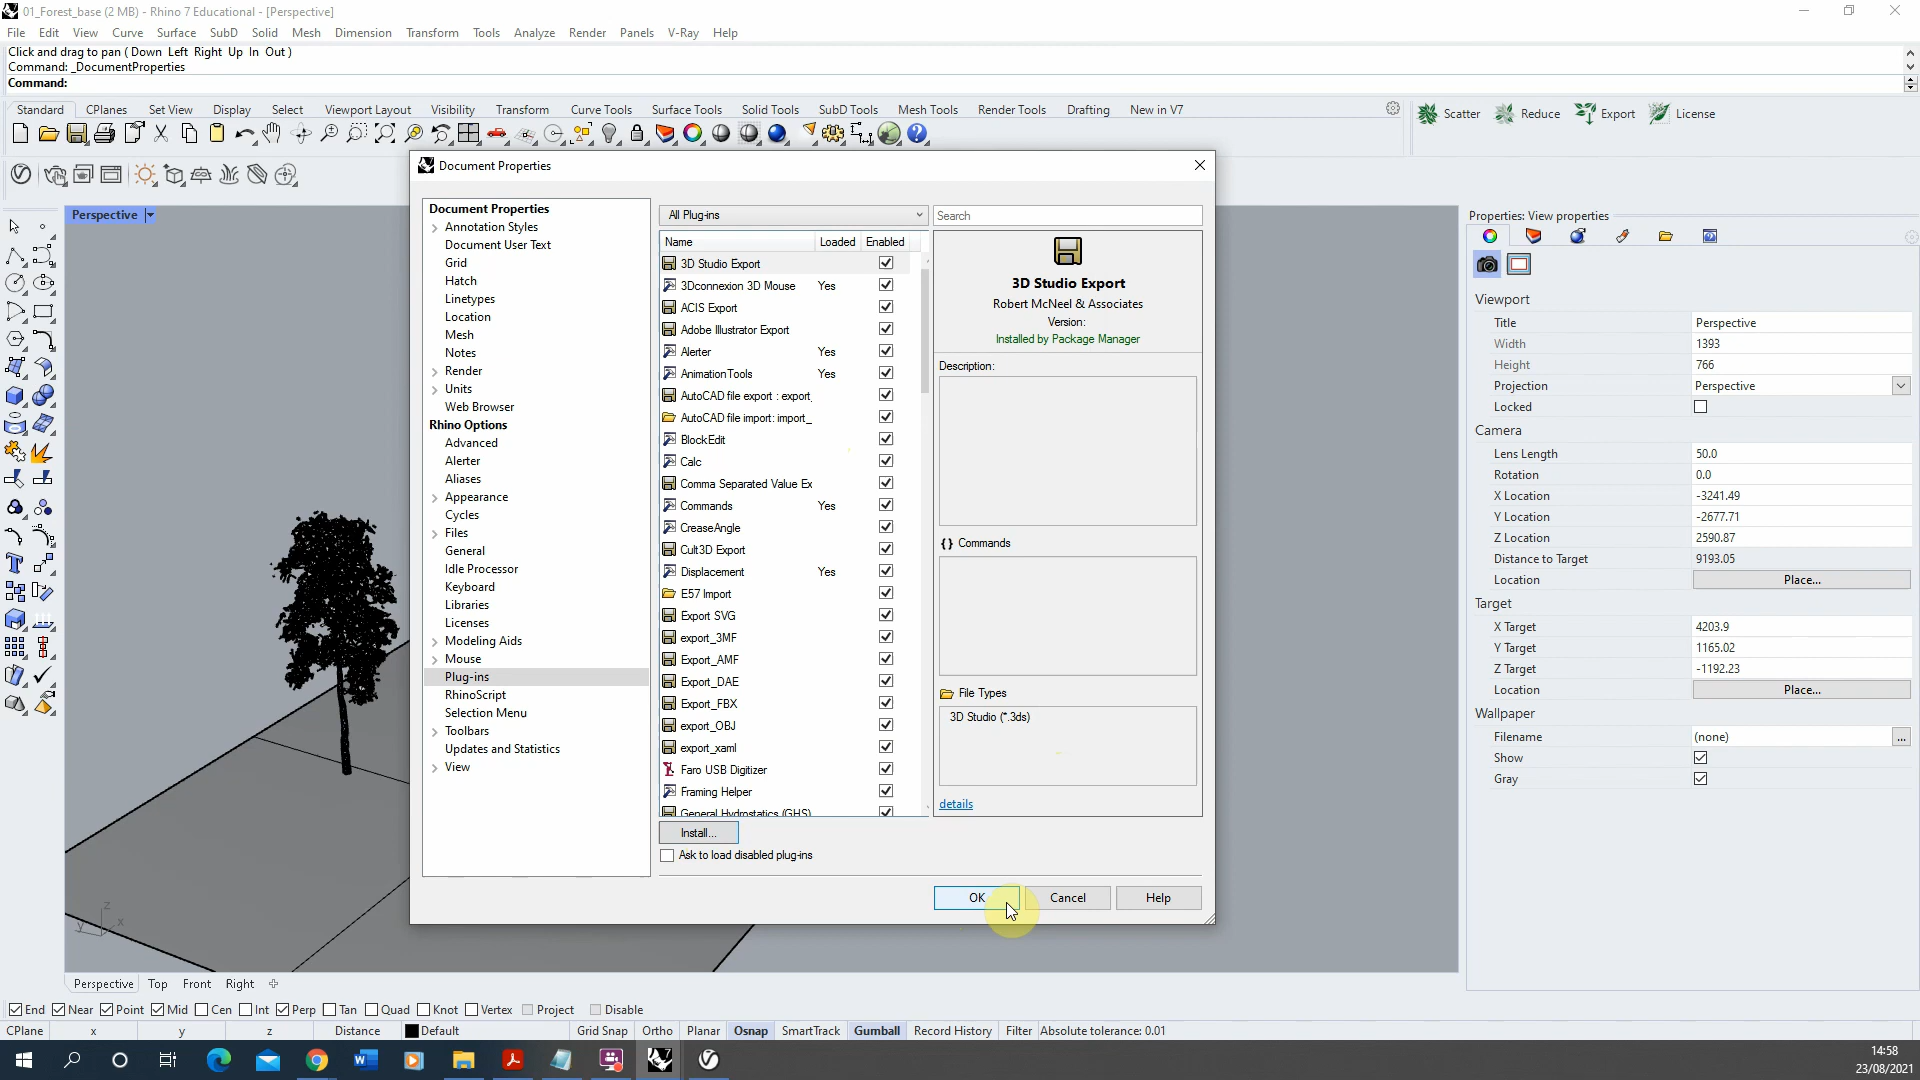 01_Forest_base (2 MB) - Rhino 7 Educational - [Perspective]
File Edit View Curve Surface SubD Solid Mesh Dimension Transform Tools Analyze Render Panels V-Ray Help
Click and drag to pan ( Down Left Right Up In Out )
Command: _DocumentProperties
Command:
Standard CPlanes Set View Display Select Viewport Layout Visibility Transform Curve Tools Surface Tools Solid Tools SubD Tools Mesh Tools Render Tools Drafting New in V7
Scatter Reduce Export License
Document Properties
Perspective
Document Properties
Annotation Styles
Document User Text
Grid
Hatch
Linetypes
Location
Mesh
Notes
Render
Units
Web Browser
Rhino Options
Advanced
Alerter
Aliases
Appearance
Cycles
Files
General
Idle Processor
Keyboard
Libraries
Licenses
Modeling Aids
Mouse
Plug-ins
RhinoScript
Selection Menu
Toolbars
Updates and Statistics
View
All Plug-ins
Search
Name Loaded Enabled
3D Studio Export
3Dconnexion 3D Mouse Yes
ACIS Export
Adobe Illustrator Export
Alerter Yes
AnimationTools Yes
AutoCAD file export : export_
AutoCAD file import: import_
BlockEdit
Calc
Comma Separated Value Ex
Commands Yes
CreaseAngle
Cult3D Export
Displacement Yes
E57 Import
Export SVG
export_3MF
Export_AMF
Export_DAE
Export_FBX
export_OBJ
export_xaml
Faro USB Digitizer
Framing Helper
General Hydrostatics (GHS)
Install...
Ask to load disabled plug-ins
3D Studio Export
Robert McNeel & Associates
Version:
Installed by Package Manager
Description:
{} Commands
File Types
3D Studio (*.3ds)
details
OK Cancel Help
Properties: View properties
Viewport
Title Perspective
Width 1393
Height 766
Projection Perspective
Locked
Camera
Lens Length 50.0
Rotation 0.0
X Location -3241.49
Y Location -2677.71
Z Location 2590.87
Distance to Target 9193.05
Location Place...
Target
X Target 4203.9
Y Target 1165.02
Z Target -1192.23
Location Place...
Wallpaper
Filename (none) ...
Show
Gray
z
y x
Perspective Top Front Right
End Near Point Mid Cen Int Perp Tan Quad Knot Vertex Project Disable
CPlane x y z Distance Default Grid Snap Ortho Planar Osnap SmartTrack Gumball Record History Filter Absolute tolerance: 0.01
14:58
23/08/2021